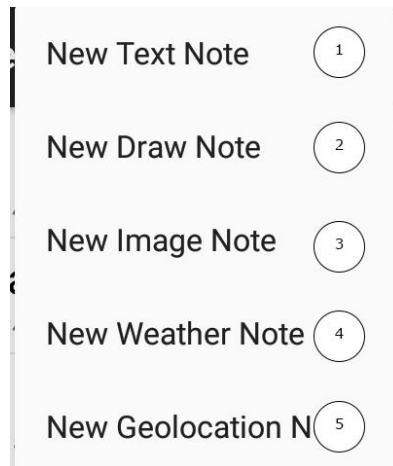 New Text Note 1
New Draw Note 2
New Image Note 3
New Weather Note 4
New Geolocation N 5